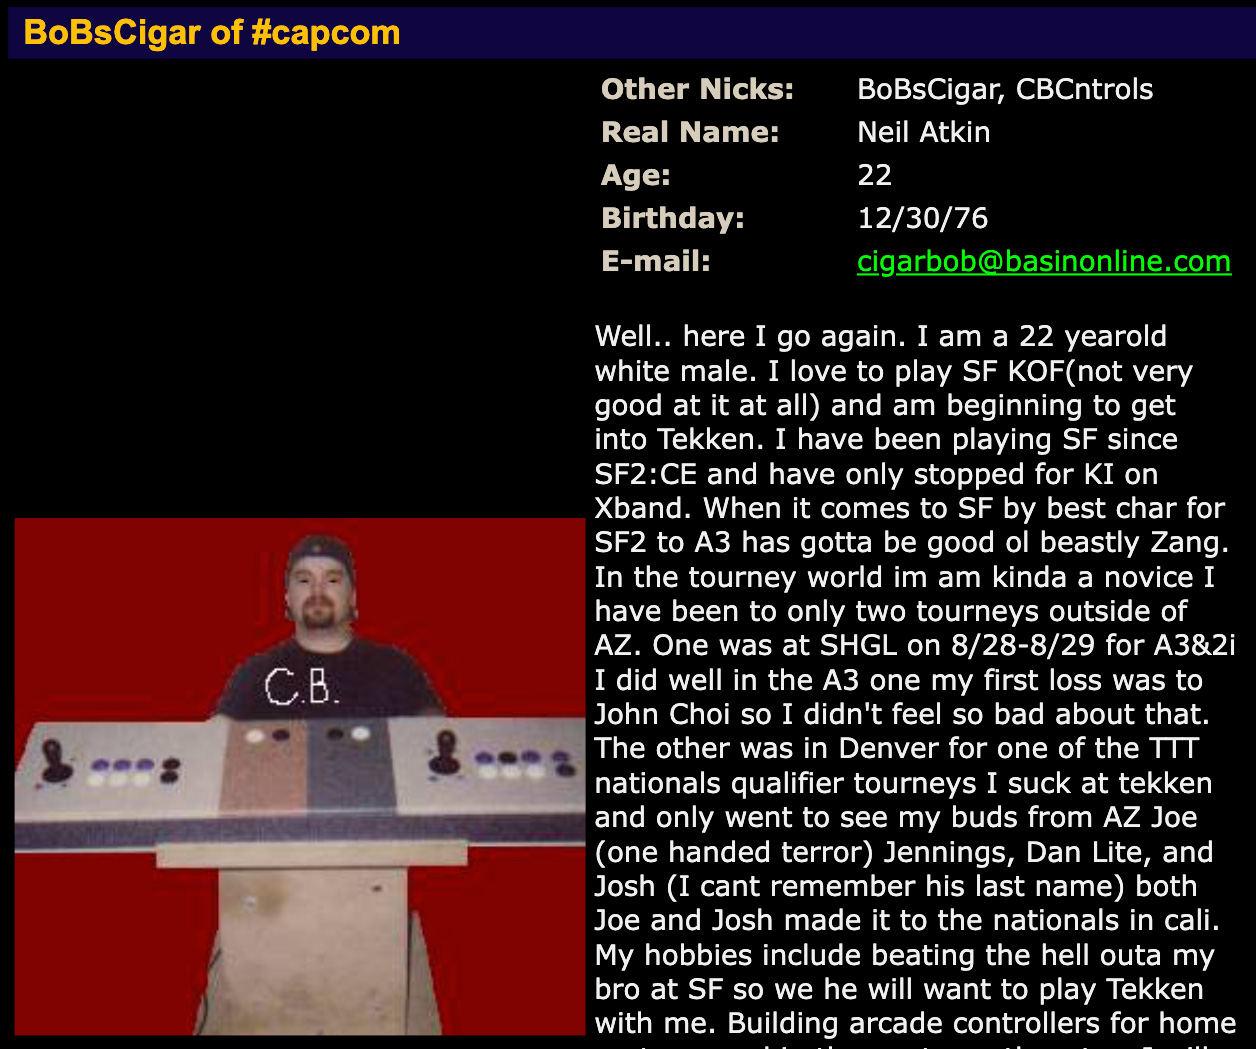 BoBsCigar of #capcom
Other Nicks: BoBsCigar, CBCntrols
Real Name: Neil Atkin
Age: 22
Birthday: 12/30/76
E-mail: cigarbob@basinonline.com
Well.. here I go again. I am a 22 yearold
white male. I love to play SF KOF(not very
good at it at all) and am beginning to get
into Tekken. I have been playing SF since
SF2:CE and have only stopped for KI on
Xband. When it comes to SF by best char for
SF2 to A3 has gotta be good ol beastly Zang.
In the tourney world im am kinda a novice I
have been to only two tourneys outside of
AZ. One was at SHGL on 8/28-8/29 for A3&2i
I did well in the A3 one my first loss was to
John Choi so I didn't feel so bad about that.
The other was in Denver for one of the TTT
nationals qualifier tourneys I suck at tekken
and only went to see my buds from AZ Joe
(one handed terror) Jennings, Dan Lite, and
Josh (I cant remember his last name) both
Joe and Josh made it to the nationals in cali.
My hobbies include beating the hell outa my
bro at SF so we he will want to play Tekken
with me. Building arcade controllers for home
C.B.